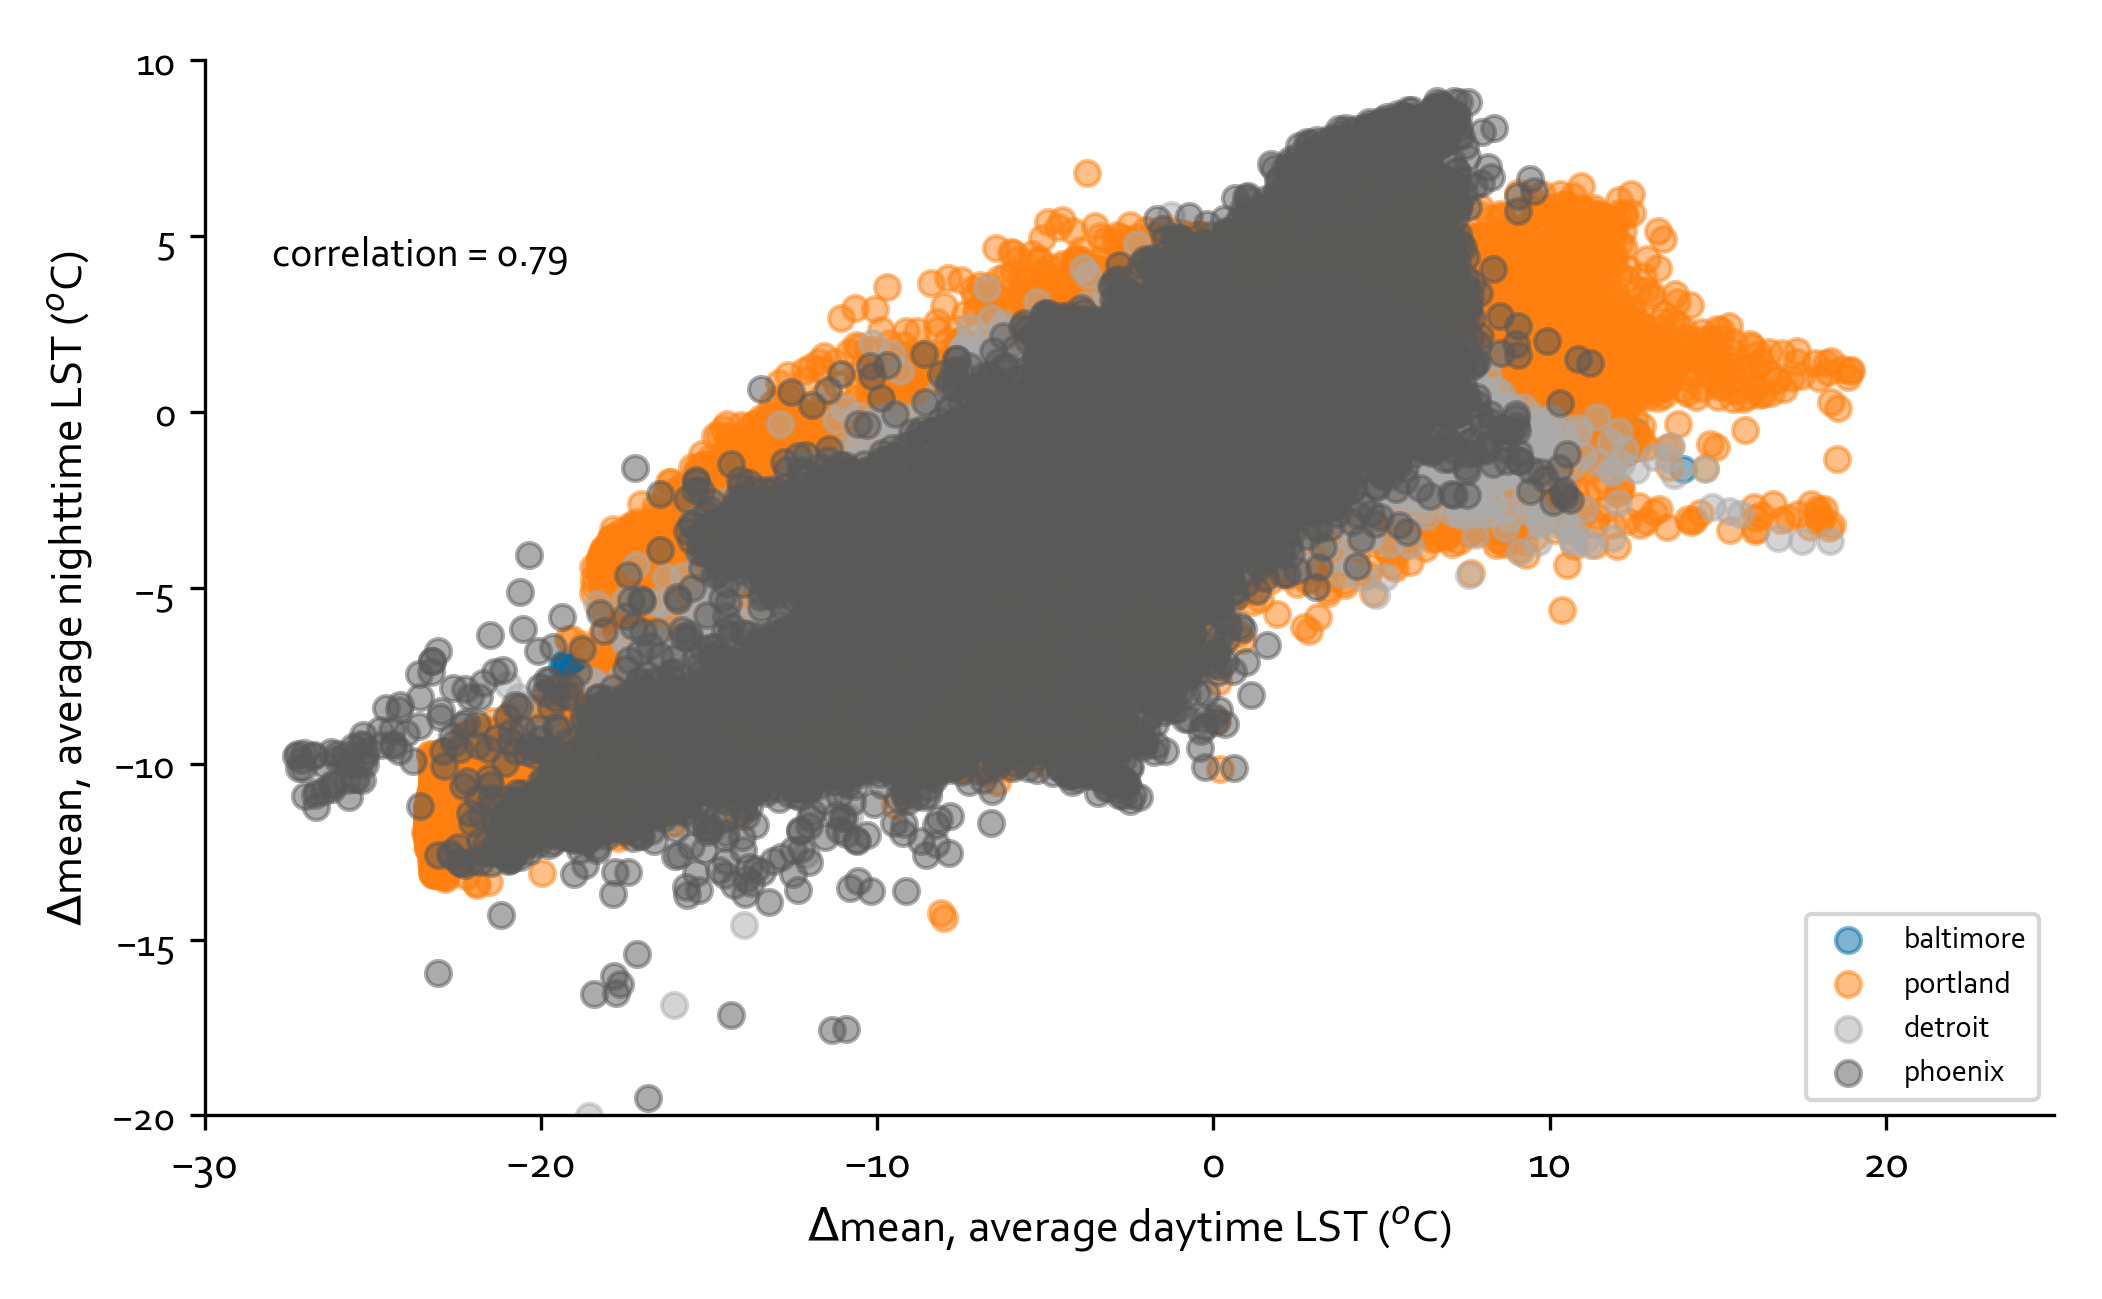 10
5
0
−5
−10
−15
−20
−30
−20
−10
0
10
20
Δmean, average nighttime LST (°C)
Δmean, average daytime LST (°C)
correlation = 0.79
baltimore
portland
detroit
phoenix